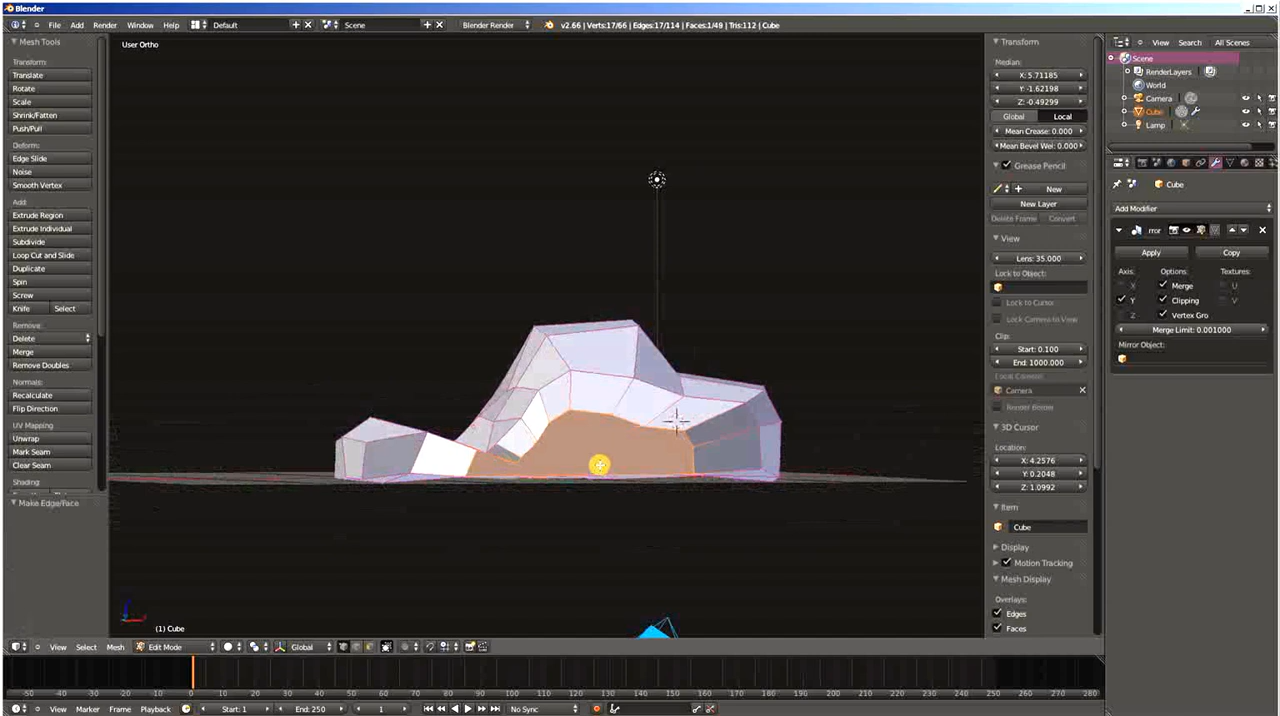 Blender
File Add Render Window Help Default Scene Blender Render v2.66 | Verts:17/66 | Edges:17/114 | Faces:1/49 | Tris:112 | Cube
Mesh Tools
Transform:
Translate
Rotate
Scale
Shrink/Fatten
Push/Pull
Deform:
Edge Slide
Noise
Smooth Vertex
Add:
Extrude Region
Extrude Individual
Subdivide
Loop Cut and Slide
Duplicate
Spin
Screw
Knife Select
Remove:
Delete
Merge
Remove Doubles
Normals:
Recalculate
Flip Direction
UV Mapping
Unwrap
Mark Seam
Clear Seam
Shading:
Make Edge/Face
User Ortho
(1) Cube
Transform
Median:
X: 5.71185
Y: -1.62198
Z: -0.49299
Global Local
Mean Crease: 0.000
Mean Bevel Wei: 0.000
Grease Pencil
New
New Layer
Delete Frame Convert
View
Lens: 35.000
Lock to Object:
Lock to Cursor
Lock Camera to View
Clip:
Start: 0.100
End: 1000.000
Local Camera:
Camera
Render Border
3D Cursor
Location:
X: 4.2576
Y: 0.2048
Z: 1.0992
Item
Cube
Display
Motion Tracking
Mesh Display
Overlays:
Edges
Faces
View Search All Scenes
Scene
RenderLayers
World
Camera
Cube
Lamp
Cube
Add Modifier
rror
Apply Copy
Axis: Options: Textures:
X Merge U
Y Clipping V
Z Vertex Gro
Merge Limit: 0.001000
Mirror Object:
View Select Mesh Edit Mode Global
-50 -40 -30 -20 -10 0 10 20 30 40 50 60 70 80 90 100 110 120 130 140 150 160 170 180 190 200 210 220 230 240 250 260 270 280
View Marker Frame Playback Start: 1 End: 250 1 No Sync